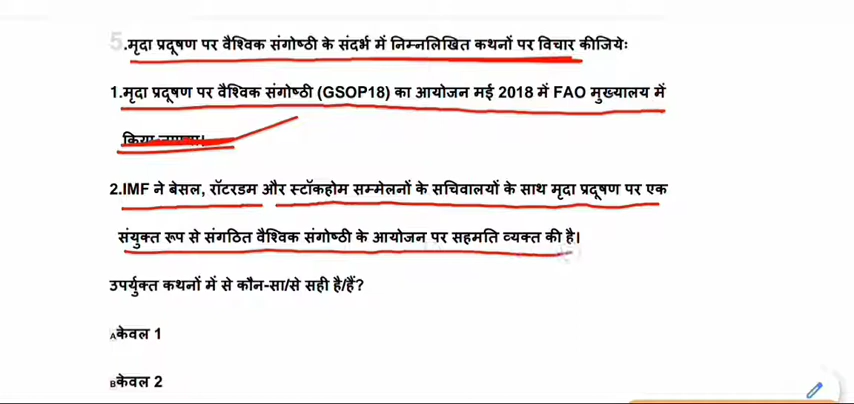 5.मृदा प्रदूषण पर वैश्विक संगोष्ठी के संदर्भ में निम्नलिखित कथनों पर विचार कीजियेः
1.मृदा प्रदूषण पर वैश्विक संगोष्ठी (GSOP18) का आयोजन मई 2018 में FAO मुख्यालय में
किया
2.IMF ने बेसल, रॉटरडम और स्टॉकहोम सम्मेलनों के सचिवालयों के साथ मृदा प्रदूषण पर एक
संयुक्त रूप से संगठित वैश्विक संगोष्ठी के आयोजन पर सहमति व्यक्त की है।
उपर्युक्त कथनों में से कौन-सा/से सही है/हैं?
Aकेवल 1
Bकेवल 2